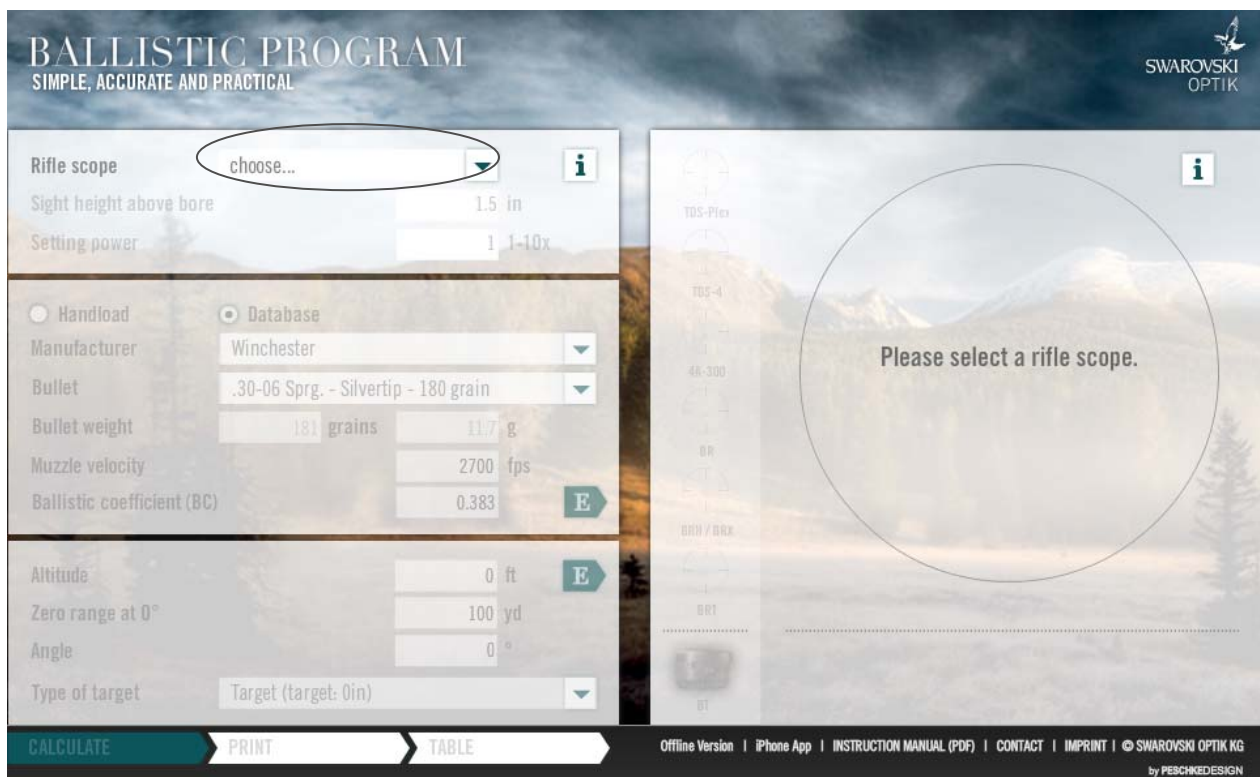 BALLISTIC PROGRAM
SIMPLE, ACCURATE AND PRACTICAL
SWAROVSKI
OPTIK
Rifle scope choose... i
Sight height above bore 1.5 in
Setting power 1 1-10x
Handload Database
Manufacturer Winchester
Bullet .30-06 Sprg. - Silvertip - 180 grain
Bullet weight 181 grains 11.7 g
Muzzle velocity 2700 fps
Ballistic coefficient (BC) 0.383 E
Altitude 0 ft E
Zero range at 0° 100 yd
Angle 0 °
Type of target Target (target: 0in)
TDS-Plex
TDS-4
4A-300
BR
BRH / BRX
BRT
BT
i
Please select a rifle scope.
CALCULATE PRINT TABLE
Offline Version | iPhone App | INSTRUCTION MANUAL (PDF) | CONTACT | IMPRINT | © SWAROVSKI OPTIK KG
by PESCHKEDESIGN